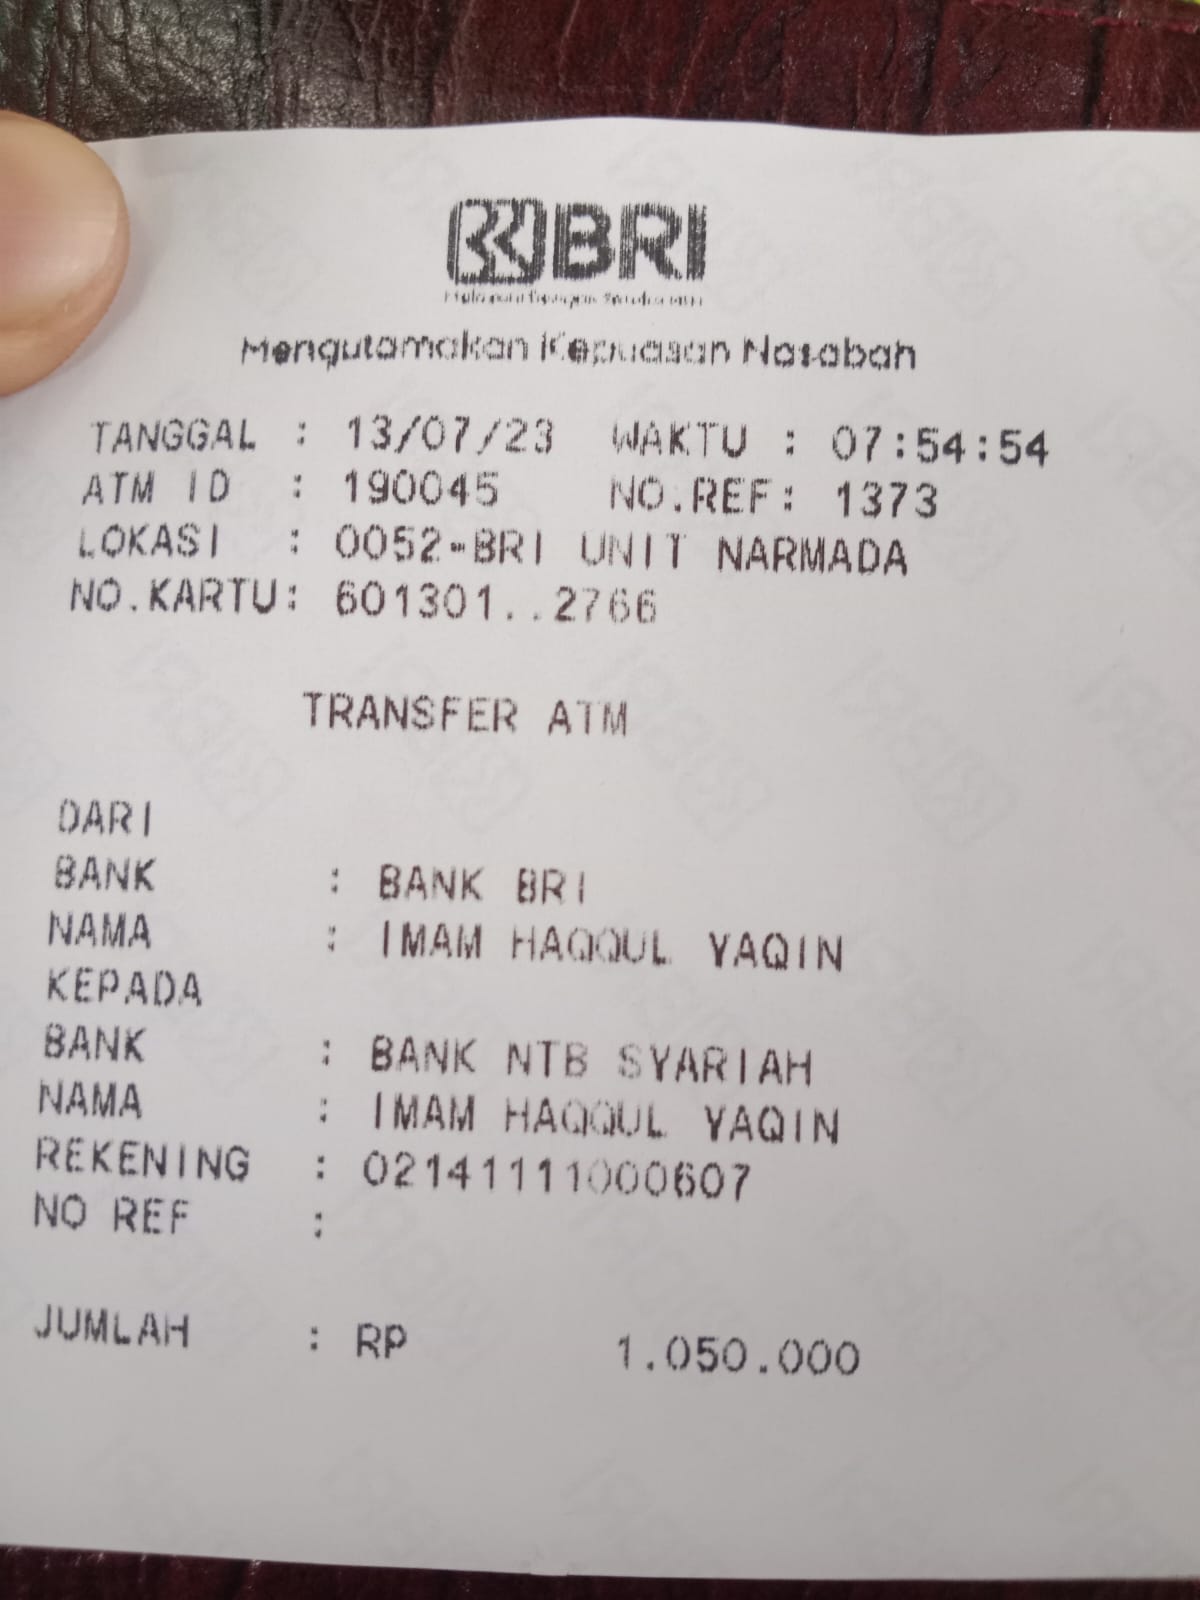 BRI
Mengutamakan Kepuasan Nasabah
TANGGAL : 13/07/23 WAKTU : 07:54:54
ATM ID : 190045 NO.REF: 1373
LOKASI : 0052-BRI UNIT NARMADA
NO.KARTU: 601301..2766
TRANSFER ATM
DARI
BANK : BANK BRI
NAMA : IMAM HAQQUL YAQIN
KEPADA
BANK : BANK NTB SYARIAH
NAMA : IMAM HAQQUL YAQIN
REKENING : 02141111000607
NO REF :
JUMLAH : RP 1.050.000